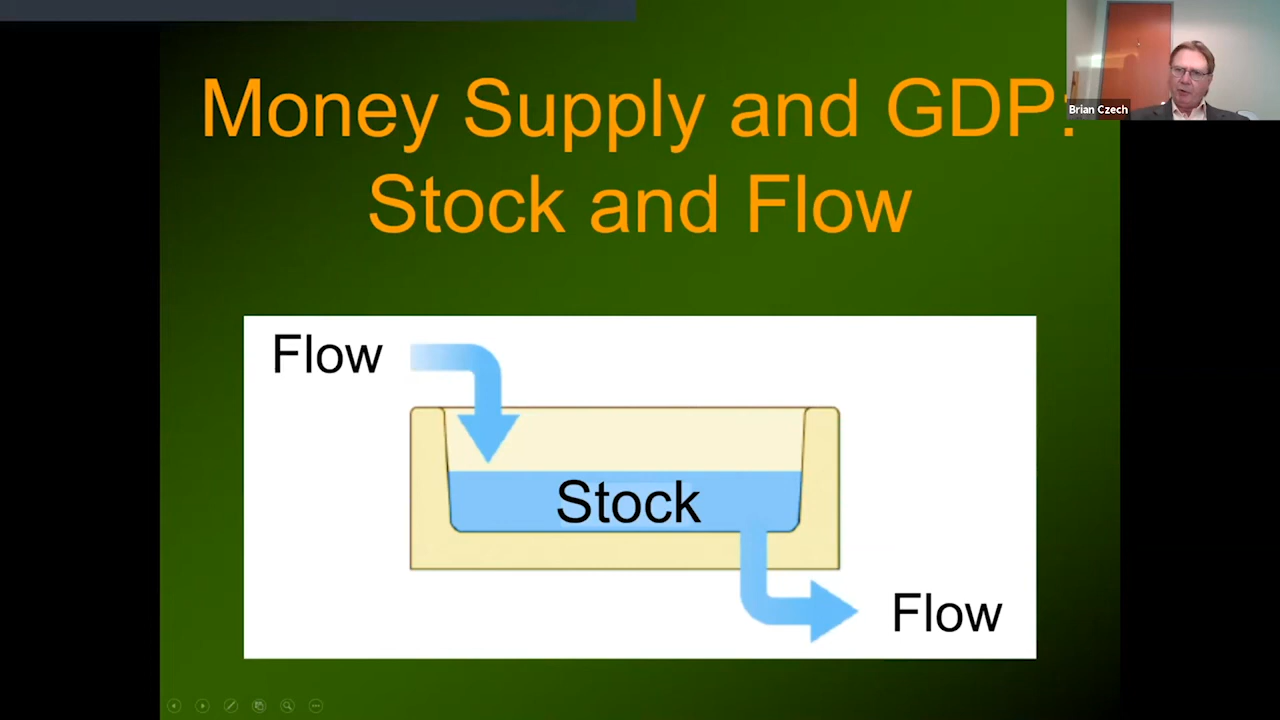 Money Supply and GDP:
Stock and Flow
Brian Czech
Flow
Stock
Flow